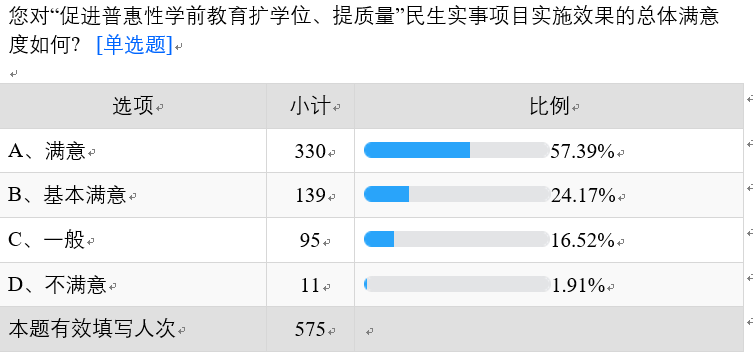 您对“促进普惠性学前教育扩学位、提质量”民生实事项目实施效果的总体满意
度如何? [单选题]
选项 小计 比例
A、满意 330 57.39%
B、基本满意 139 24.17%
C、一般 95 16.52%
D、不满意 11 1.91%
本题有效填写人次 575